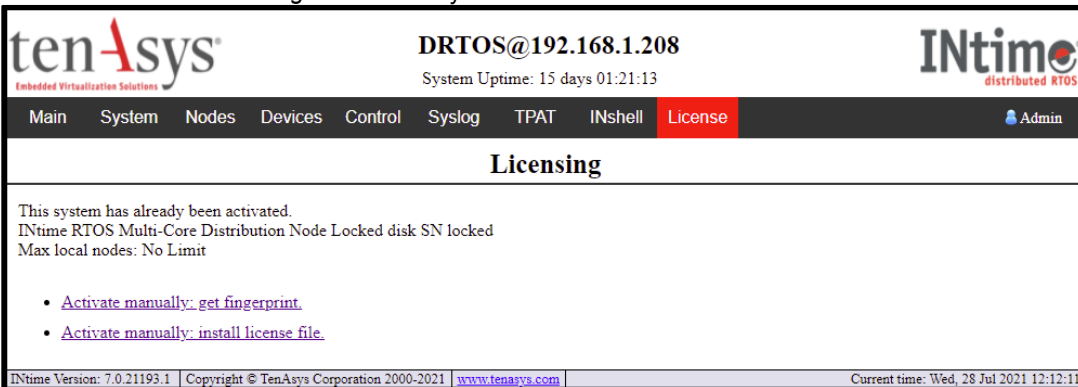 tenAsys
Embedded Virtualization Solutions
DRTOS@192.168.1.208
System Uptime: 15 days 01:21:13
INtime
distributed RTOS
Main System Nodes Devices Control Syslog TPAT INshell License Admin
Licensing
This system has already been activated.
INtime RTOS Multi-Core Distribution Node Locked disk SN locked
Max local nodes: No Limit
• Activate manually: get fingerprint.
• Activate manually: install license file.
INtime Version: 7.0.21193.1 Copyright © TenAsys Corporation 2000-2021 www.tenasys.com Current time: Wed, 28 Jul 2021 12:12:11